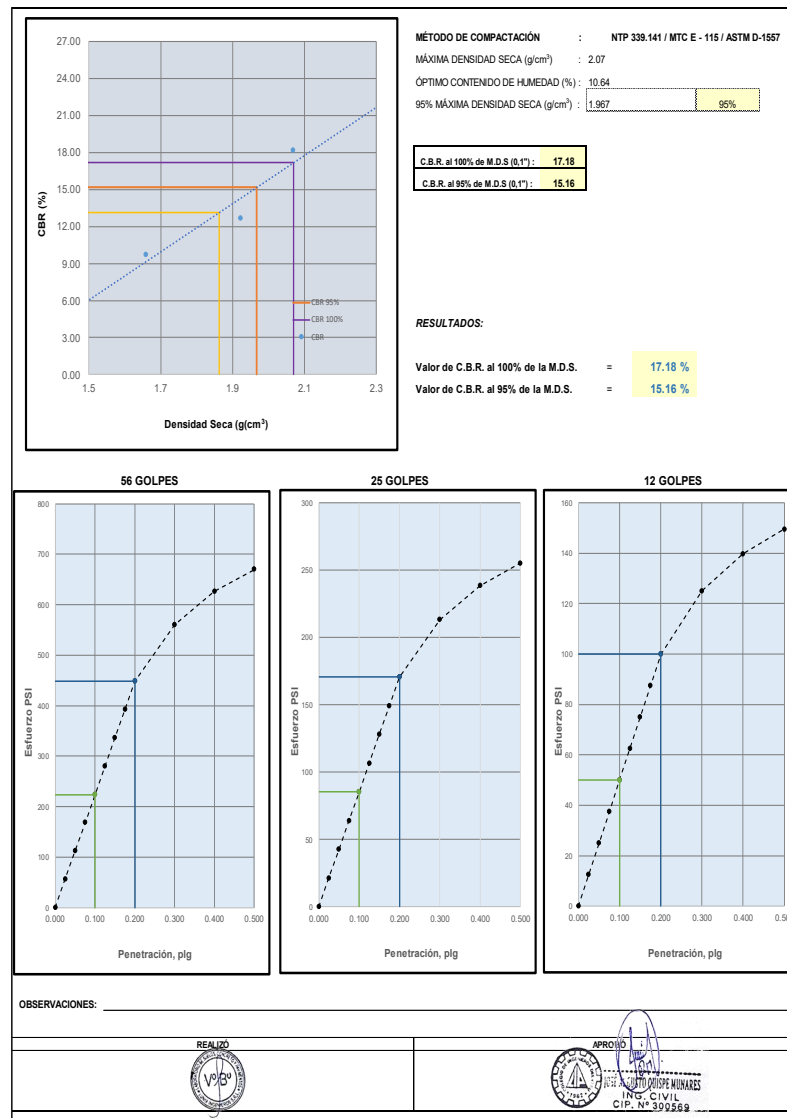 27.00
24.00
21.00
18.00
15.00
12.00
9.00
6.00
3.00
0.00
CBR (%)
1.5 1.7 1.9 2.1 2.3
Densidad Seca (g(cm³)
CBR 95%
CBR 100%
CBR
MÉTODO DE COMPACTACIÓN : NTP 339.141 / MTC E - 115 / ASTM D-1557
MÁXIMA DENSIDAD SECA (g/cm³) : 2.07
ÓPTIMO CONTENIDO DE HUMEDAD (%) : 10.64
95% MÁXIMA DENSIDAD SECA (g/cm³) : 1.967 95%
C.B.R. al 100% de M.D.S (0,1") : 17.18
C.B.R. al 95% de M.D.S (0,1") : 15.16
RESULTADOS:
Valor de C.B.R. al 100% de la M.D.S. = 17.18 %
Valor de C.B.R. al 95% de la M.D.S. = 15.16 %
56 GOLPES
800
700
600
500
400
300
200
100
0
Esfuerzo PSI
0.000 0.100 0.200 0.300 0.400 0.500
Penetración, plg
25 GOLPES
300
250
200
150
100
50
0
Esfuerzo PSI
0.000 0.100 0.200 0.300 0.400 0.500
Penetración, plg
12 GOLPES
160
140
120
100
80
60
40
20
0
Esfuerzo PSI
0.000 0.100 0.200 0.300 0.400
Penetración, plg
OBSERVACIONES:
REALIZÓ
APROBÓ
V°B°
QUISPE MUNARES
ING. CIVIL
CIP. N° 300569